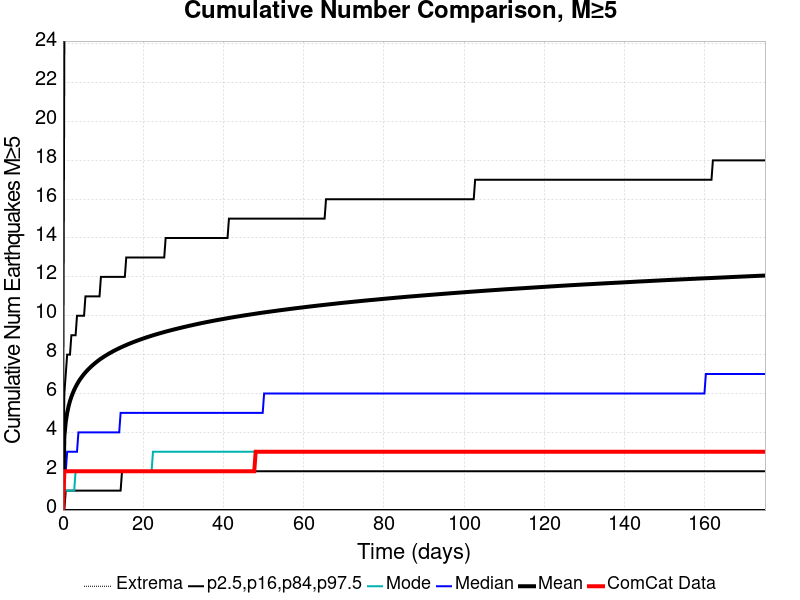 Cumulative Number Comparison, M≥5
Cumulative Num Earthquakes M≥5
24
22
20
18
16
14
12
10
8
6
4
2
0
0 20 40 60 80 100 120 140 160
Time (days)
Extrema p2.5,p16,p84,p97.5 Mode Median Mean ComCat Data